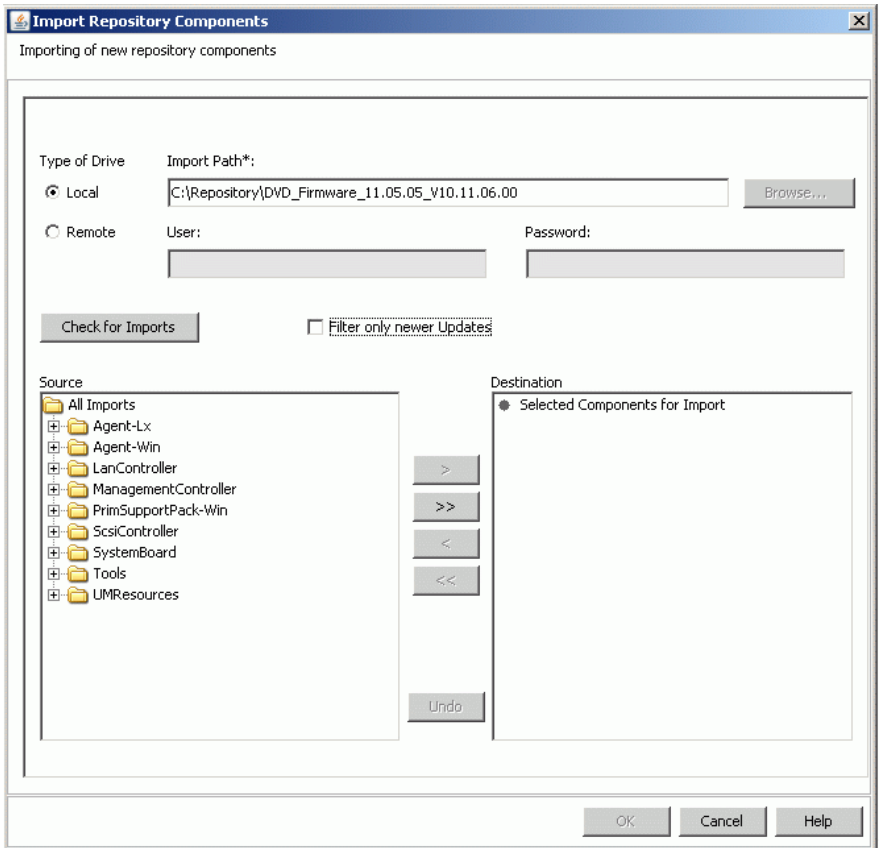 Import Repository Components
Importing of new repository components
Type of Drive Import Path*:
Local C:\Repository\DVD_Firmware_11.05.05_V10.11.06.00 Browse...
Remote User: Password:
Check for Imports Filter only newer Updates
Source Destination
All Imports Selected Components for Import
Agent-Lx
Agent-Win
LanController
ManagementController
PrimSupportPack-Win
ScsiController
SystemBoard
Tools
UMResources
>
>>
<
<<
Undo
OK Cancel Help